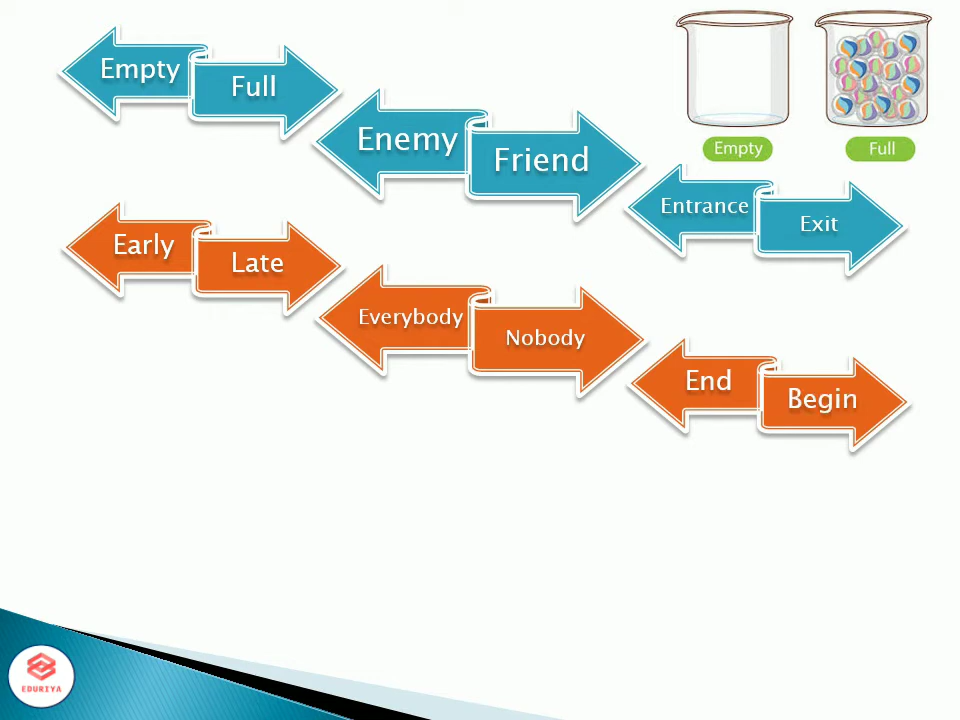 Empty Full
Enemy Friend
Entrance Exit
Empty Full
Early Late
Everybody Nobody
End Begin
EDURIYA